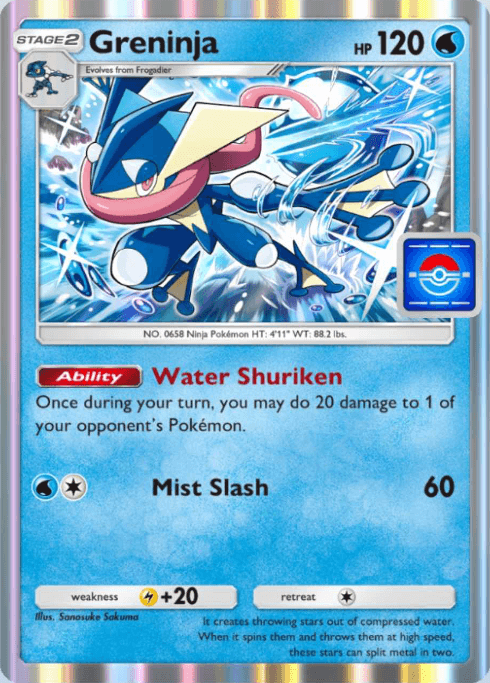 STAGE 2 Greninja HP 120
Evolves from Frogadier
NO. 0658 Ninja Pokémon HT: 4'11" WT: 88.2 lbs.
Ability Water Shuriken
Once during your turn, you may do 20 damage to 1 of
your opponent's Pokémon.
Mist Slash 60
weakness +20 retreat
Illus. Sanosuke Sakuma
It creates throwing stars out of compressed water.
When it spins them and throws them at high speed,
these stars can split metal in two.